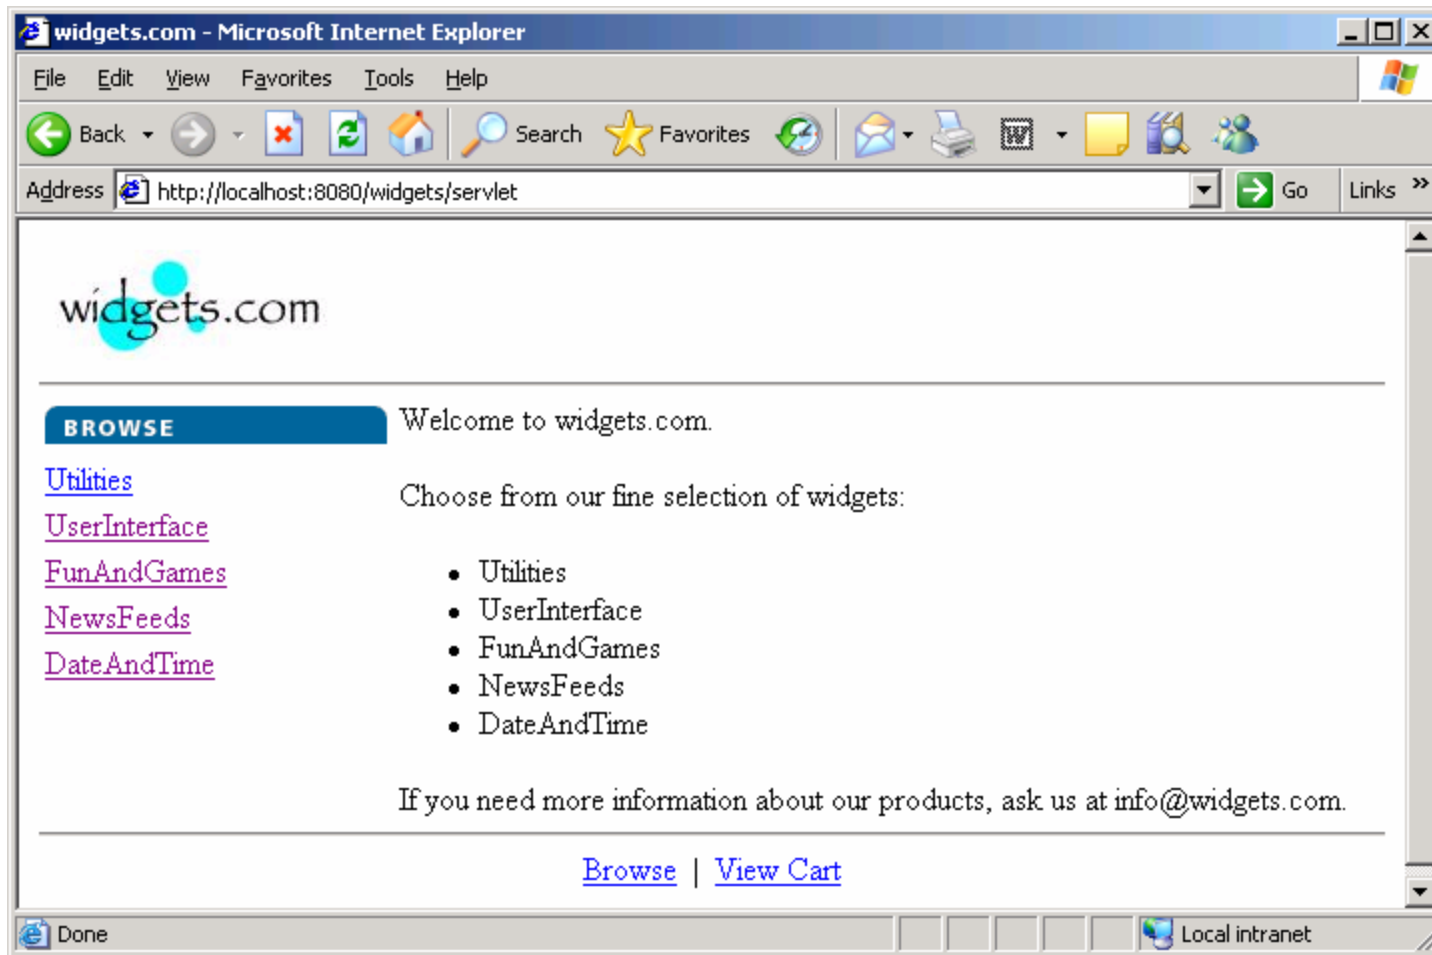 widgets.com - Microsoft Internet Explorer
File Edit View Favorites Tools Help
Back Search Favorites W
Address http://localhost:8080/widgets/servlet Go Links »
widgets.com
BROWSE
Utilities
UserInterface
FunAndGames
NewsFeeds
DateAndTime
Welcome to widgets.com.
Choose from our fine selection of widgets:
• Utilities
• UserInterface
• FunAndGames
• NewsFeeds
• DateAndTime
If you need more information about our products, ask us at info@widgets.com.
Browse | View Cart
Done Local intranet